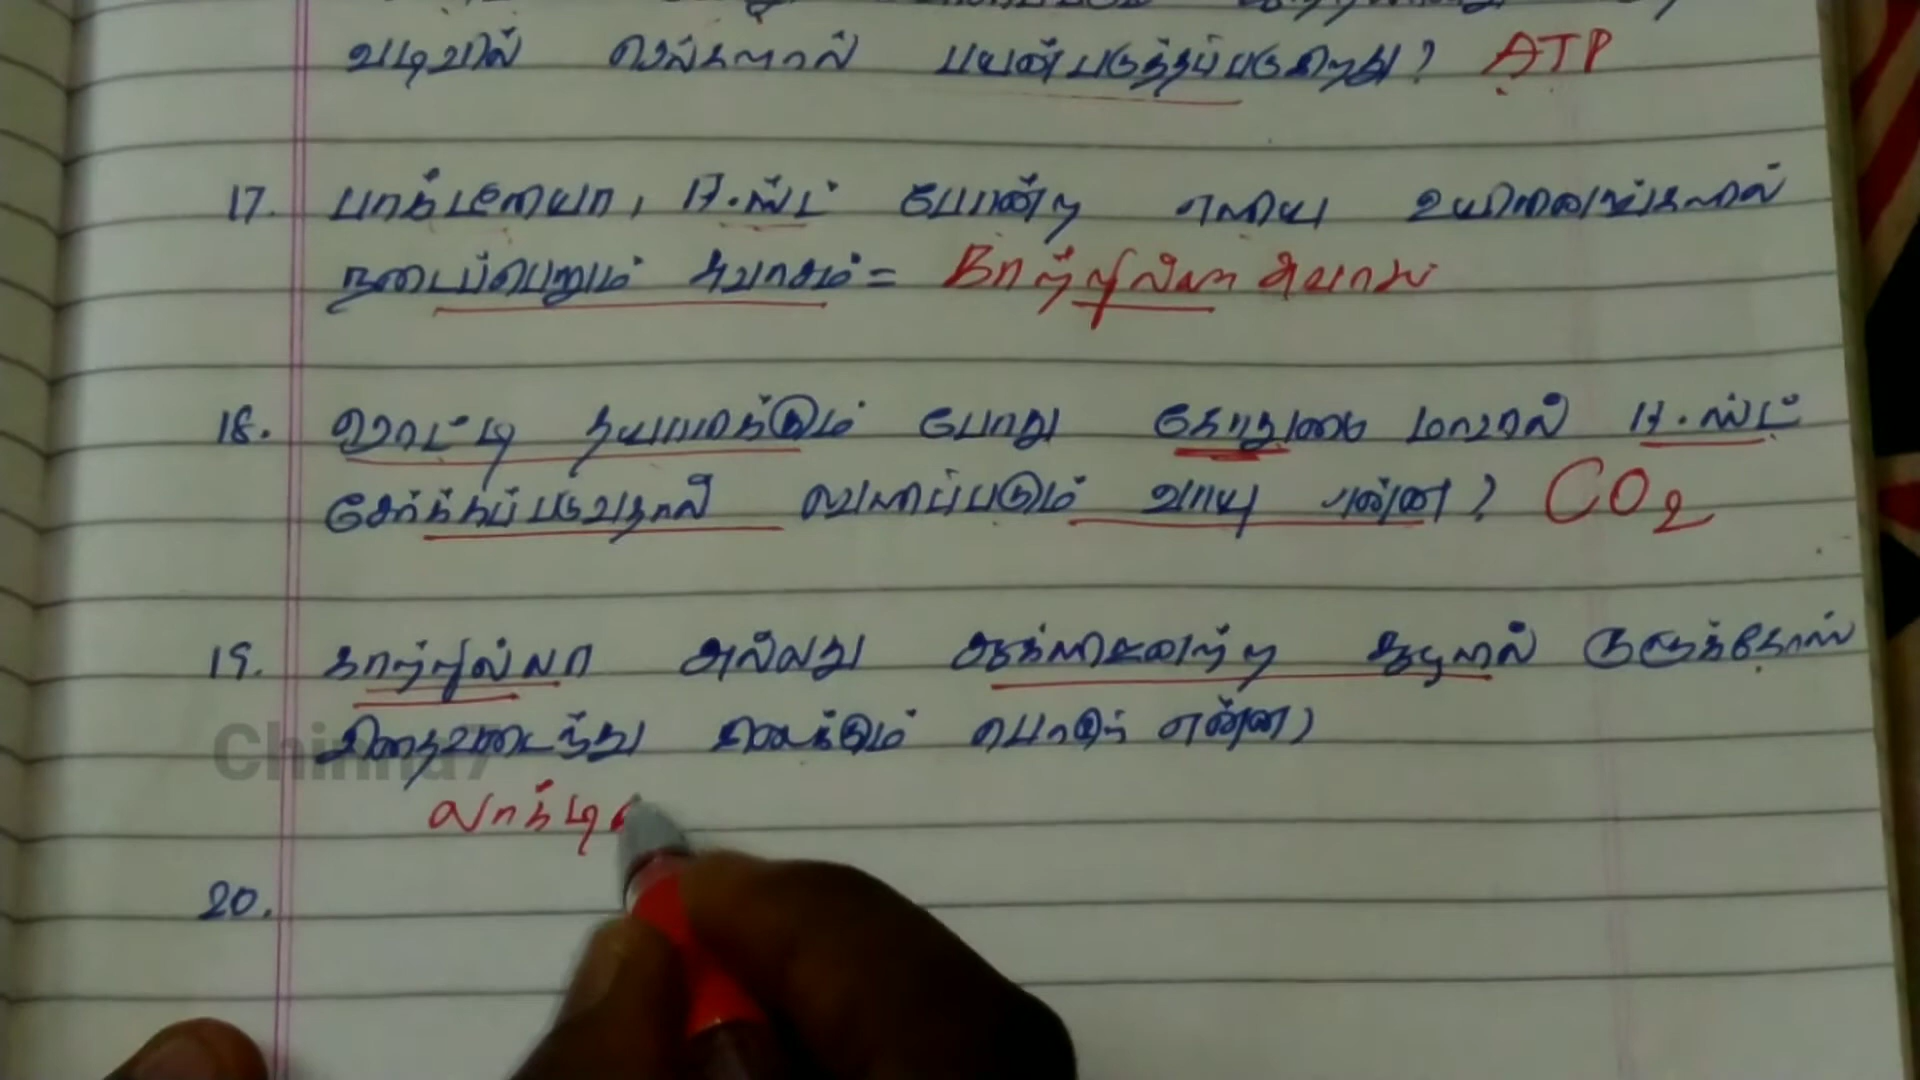 வடிவில் செல்களால் பயன்படுத்தப்படுகிறது? ATP
17. பாக்டீரியா, ஈஸ்ட் போன்ற எளிய உயிரினங்களில்
நடைப்பெறும் சுவாசம் = காற்றில்லா சுவாசம்
18. ரொட்டி தயாரிக்கும் போது கோதுமை மாவில் ஈஸ்ட்
சேர்க்கப்படுவதால் வெளிப்படும் வாயு என்ன? CO2
19. காற்றில்லா அல்லது ஆக்ஸிஜனற்ற சூழலில் குளுக்கோஸ்
சிதைவடைந்து கிடைக்கும் பொருள் என்ன?
லாக்டி
20.
Chinna7